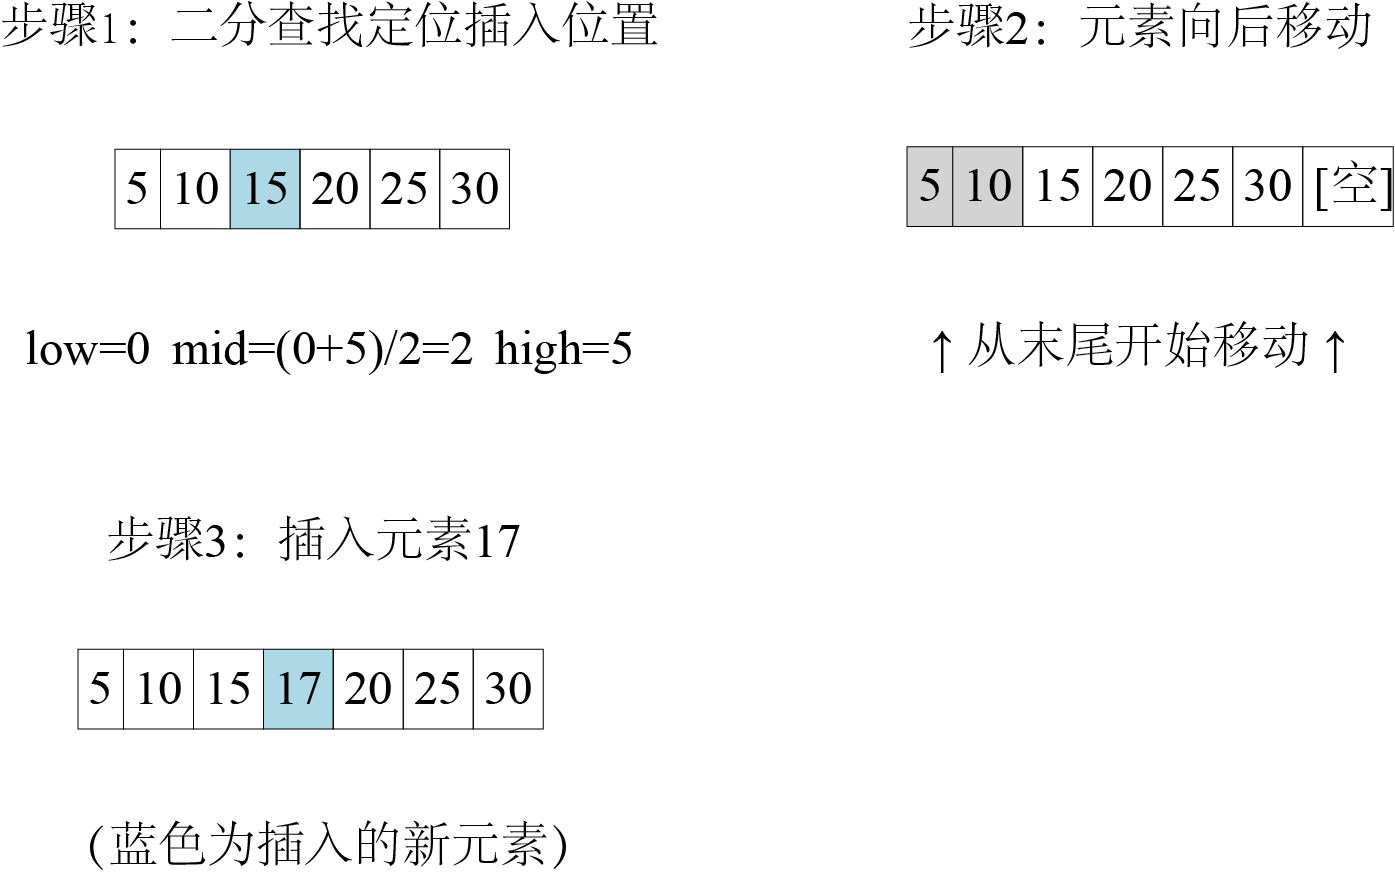 步骤1：二分查找定位插入位置
5 10 15 20 25 30
low=0 mid=(0+5)/2=2 high=5
步骤2：元素向后移动
5 10 15 20 25 30 [空]
↑ 从末尾开始移动 ↑
步骤3：插入元素17
5 10 15 17 20 25 30
（蓝色为插入的新元素）